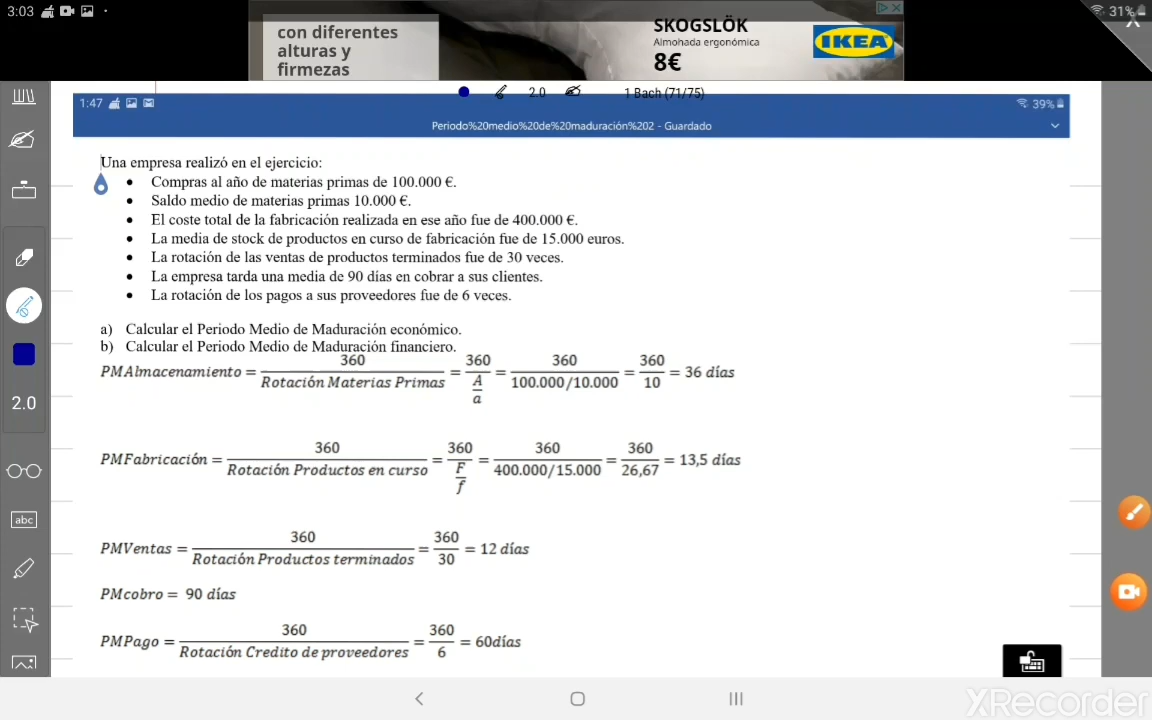 3:03
31%
con diferentes
alturas y
firmezas
SKOGSLÖK
Almohada ergonómica
8€
IKEA
2.0
1 Bach (71/75)
1:47
39%
Periodo%20medio%20de%20maduración%202 - Guardado
Una empresa realizó en el ejercicio:
• Compras al año de materias primas de 100.000 €.
• Saldo medio de materias primas 10.000 €.
• El coste total de la fabricación realizada en ese año fue de 400.000 €.
• La media de stock de productos en curso de fabricación fue de 15.000 euros.
• La rotación de las ventas de productos terminados fue de 30 veces.
• La empresa tarda una media de 90 días en cobrar a sus clientes.
• La rotación de los pagos a sus proveedores fue de 6 veces.
a) Calcular el Periodo Medio de Maduración económico.
b) Calcular el Periodo Medio de Maduración financiero.
PMAlmacenamiento = 360 / Rotación Materias Primas = 360 / (A/a) = 360 / 100.000/10.000 = 360 / 10 = 36 días
PMFabricación = 360 / Rotación Productos en curso = 360 / (F/f) = 360 / 400.000/15.000 = 360 / 26,67 = 13,5 días
PMVentas = 360 / Rotación Productos terminados = 360 / 30 = 12 días
PMcobro = 90 días
PMPago = 360 / Rotación Credito de proveedores = 360 / 6 = 60días
2.0
abc
XRecorder